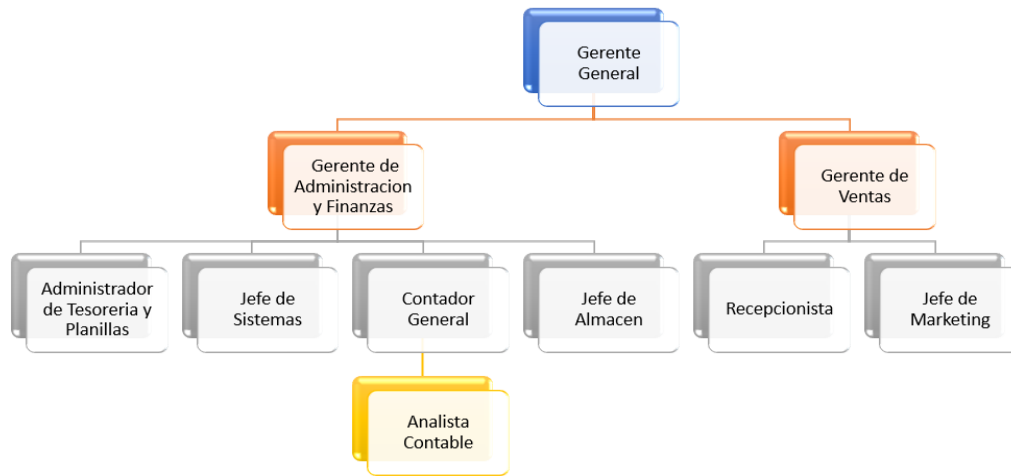 Gerente
General
Gerente de
Administracion
y Finanzas
Gerente de
Ventas
Administrador
de Tesoreria y
Planillas
Jefe de
Sistemas
Contador
General
Jefe de
Almacen
Recepcionista
Jefe de
Marketing
Analista
Contable